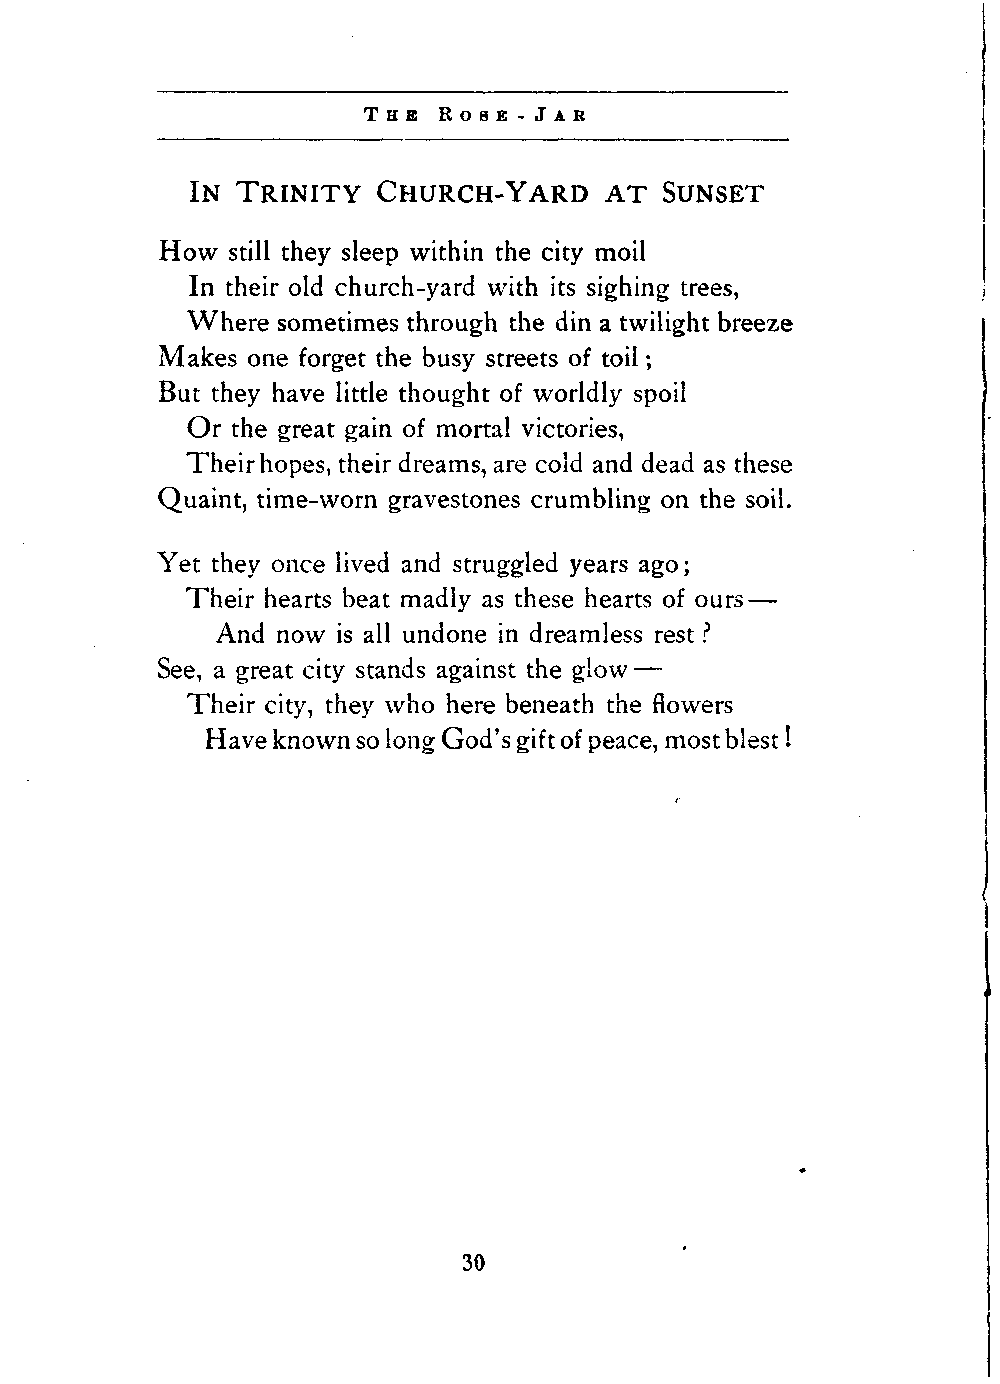 THE ROSE-JAR
IN TRINITY CHURCH-YARD AT SUNSET
How still they sleep within the city moil
In their old church-yard with its sighing trees,
Where sometimes through the din a twilight breeze
Makes one forget the busy streets of toil;
But they have little thought of worldly spoil
Or the great gain of mortal victories,
Their hopes, their dreams, are cold and dead as these
Quaint, time-worn gravestones crumbling on the soil.
Yet they once lived and struggled years ago;
Their hearts beat madly as these hearts of ours—
And now is all undone in dreamless rest?
See, a great city stands against the glow—
Their city, they who here beneath the flowers
Have known so long God's gift of peace, most blest!
30